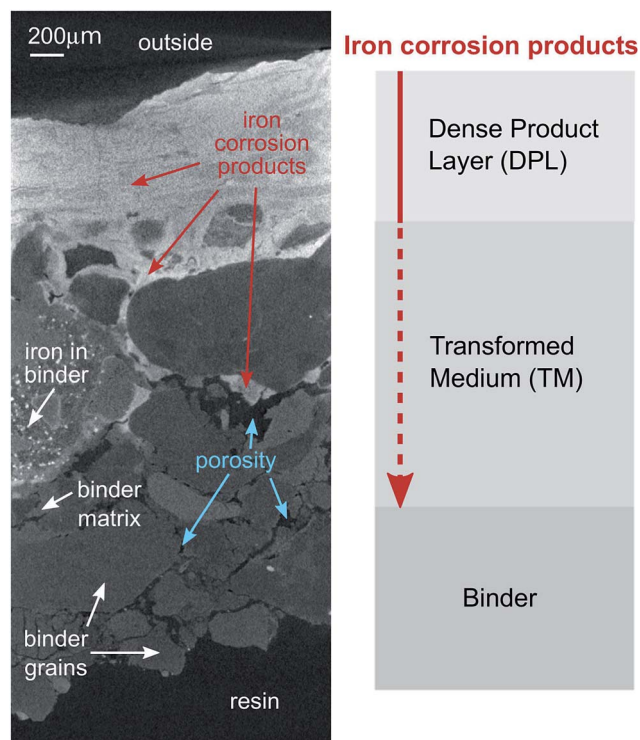 200μm
outside
iron
corrosion
products
iron in
binder
porosity
binder
matrix
binder
grains
resin
Iron corrosion products
Dense Product
Layer (DPL)
Transformed
Medium (TM)
Binder